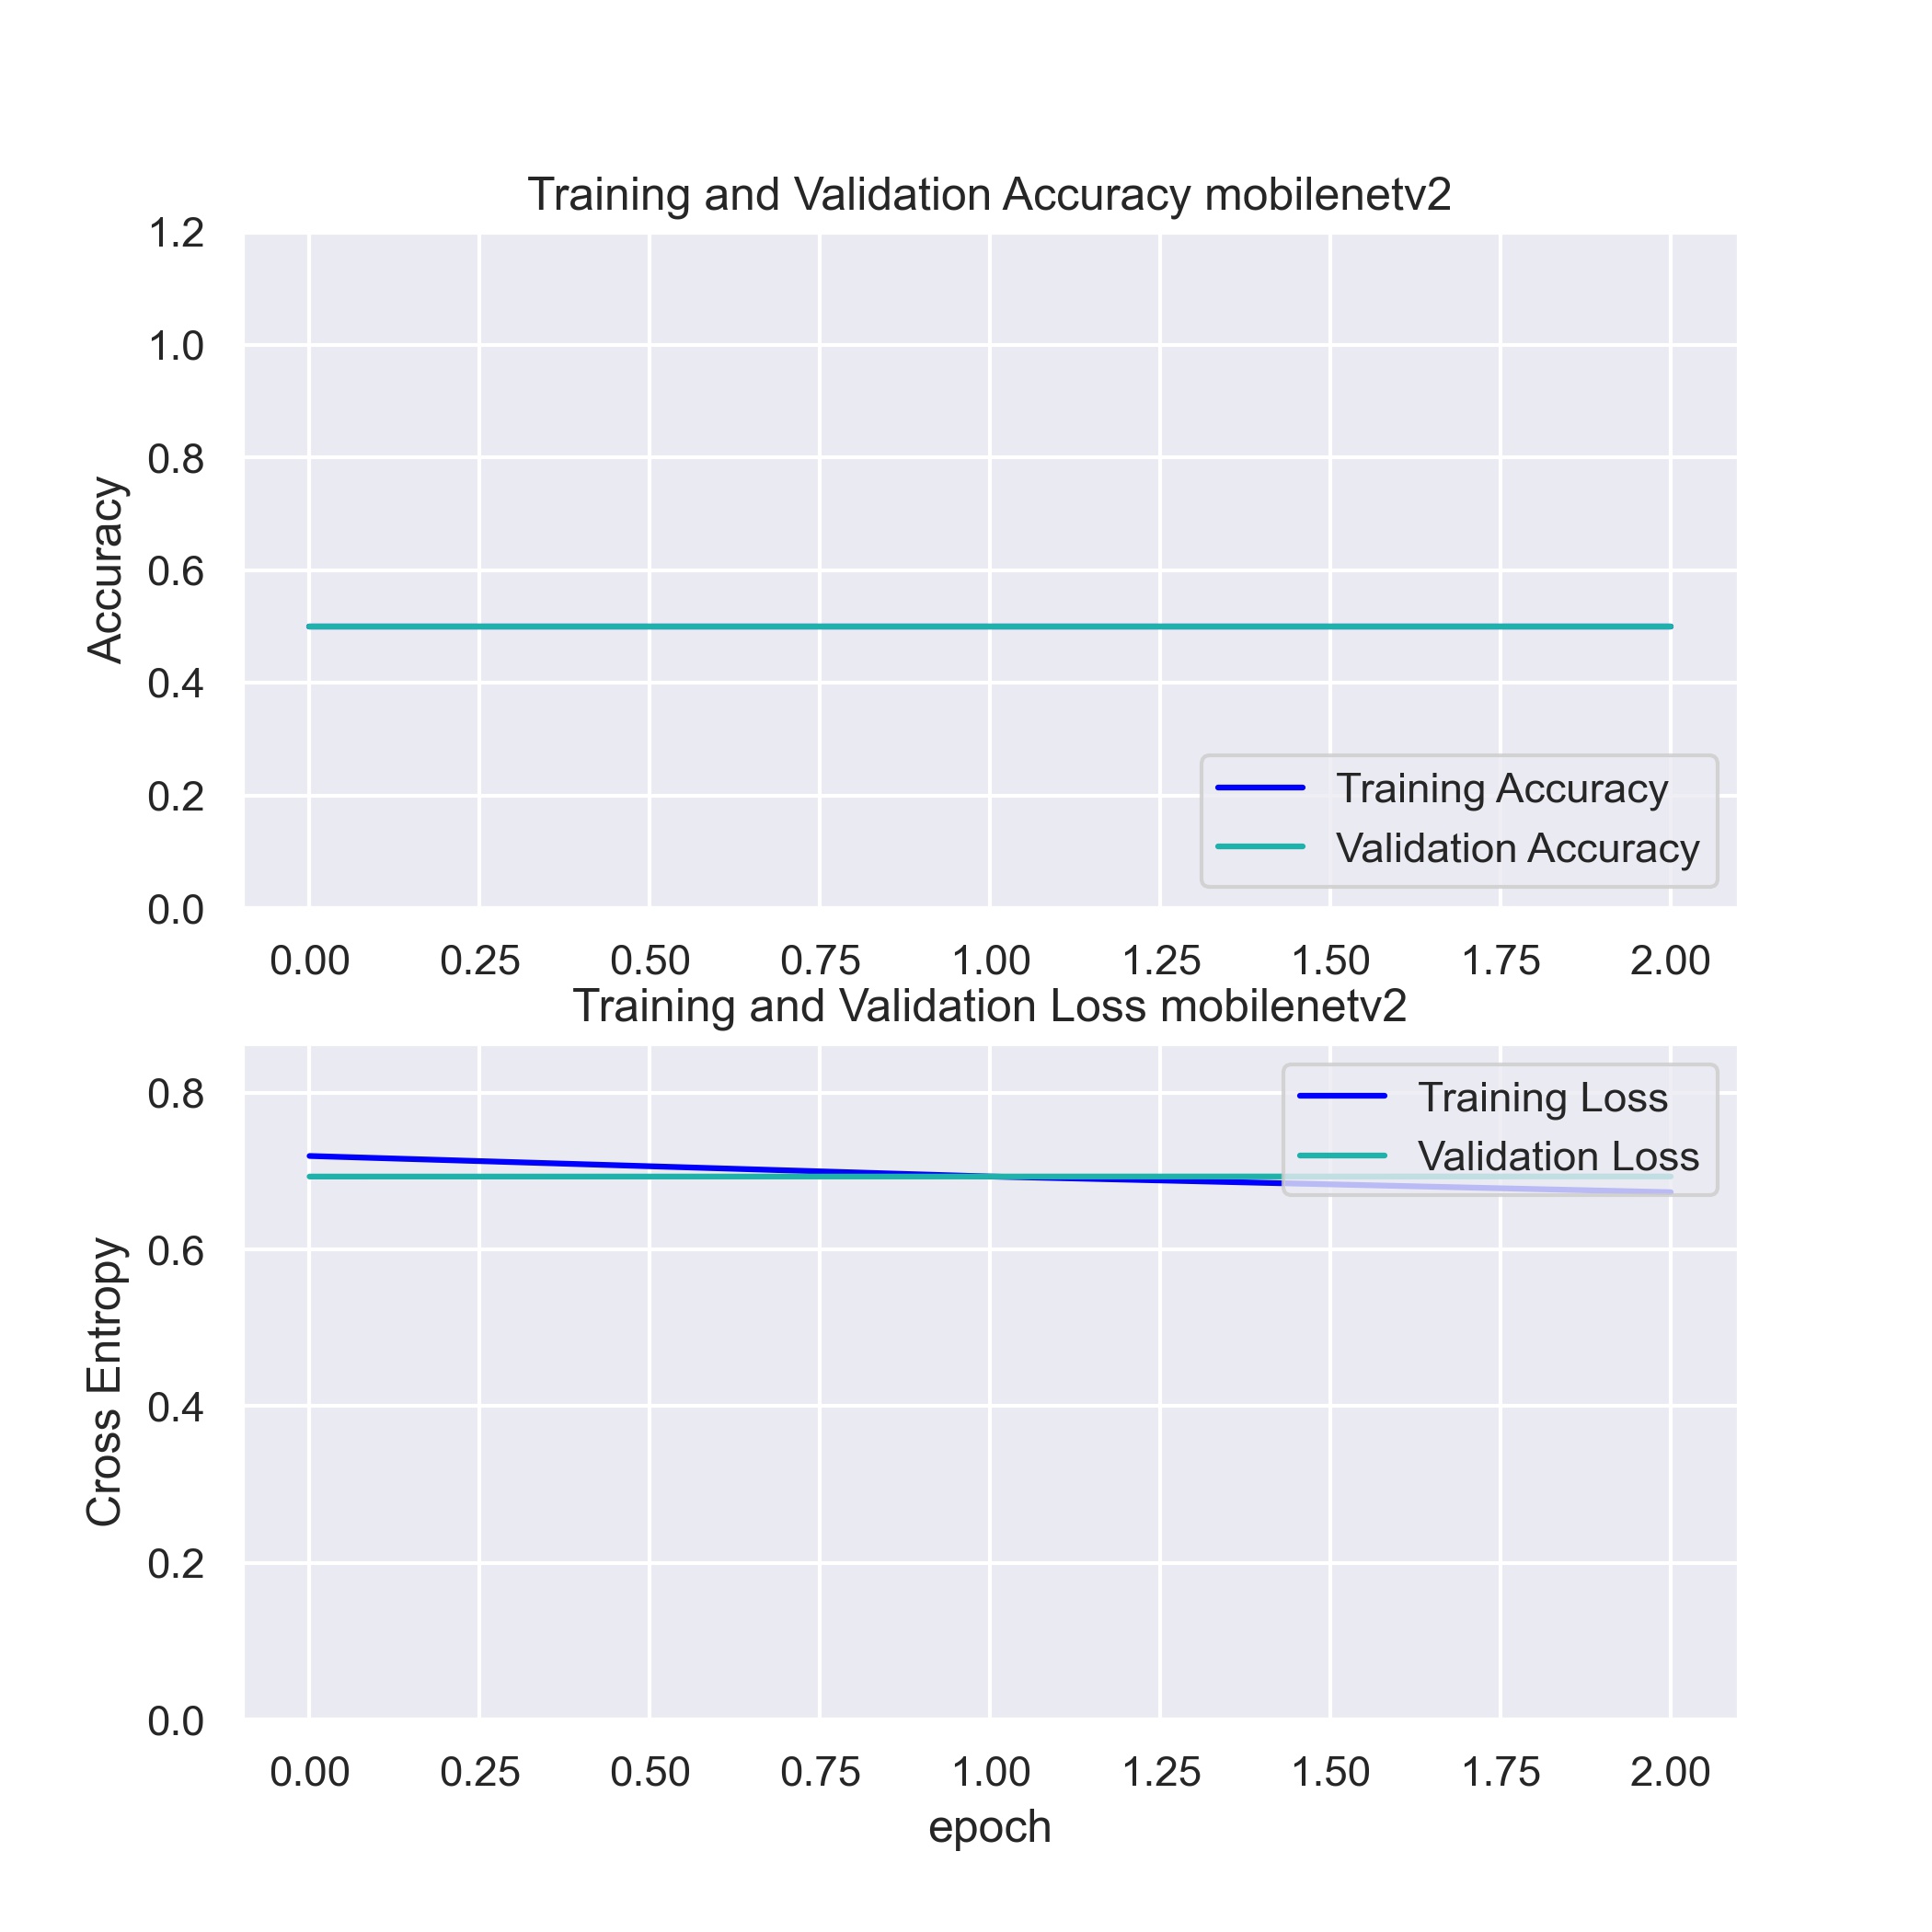 Training and Validation Accuracy mobilenetv2
1.2
1.0
0.8
0.6
0.4
0.2
0.0
Accuracy
Training Accuracy
Validation Accuracy
0.00 0.25 0.50 0.75 1.00 1.25 1.50 1.75 2.00
Training and Validation Loss mobilenetv2
0.8
0.6
0.4
0.2
0.0
Cross Entropy
Training Loss
Validation Loss
0.00 0.25 0.50 0.75 1.00 1.25 1.50 1.75 2.00
epoch